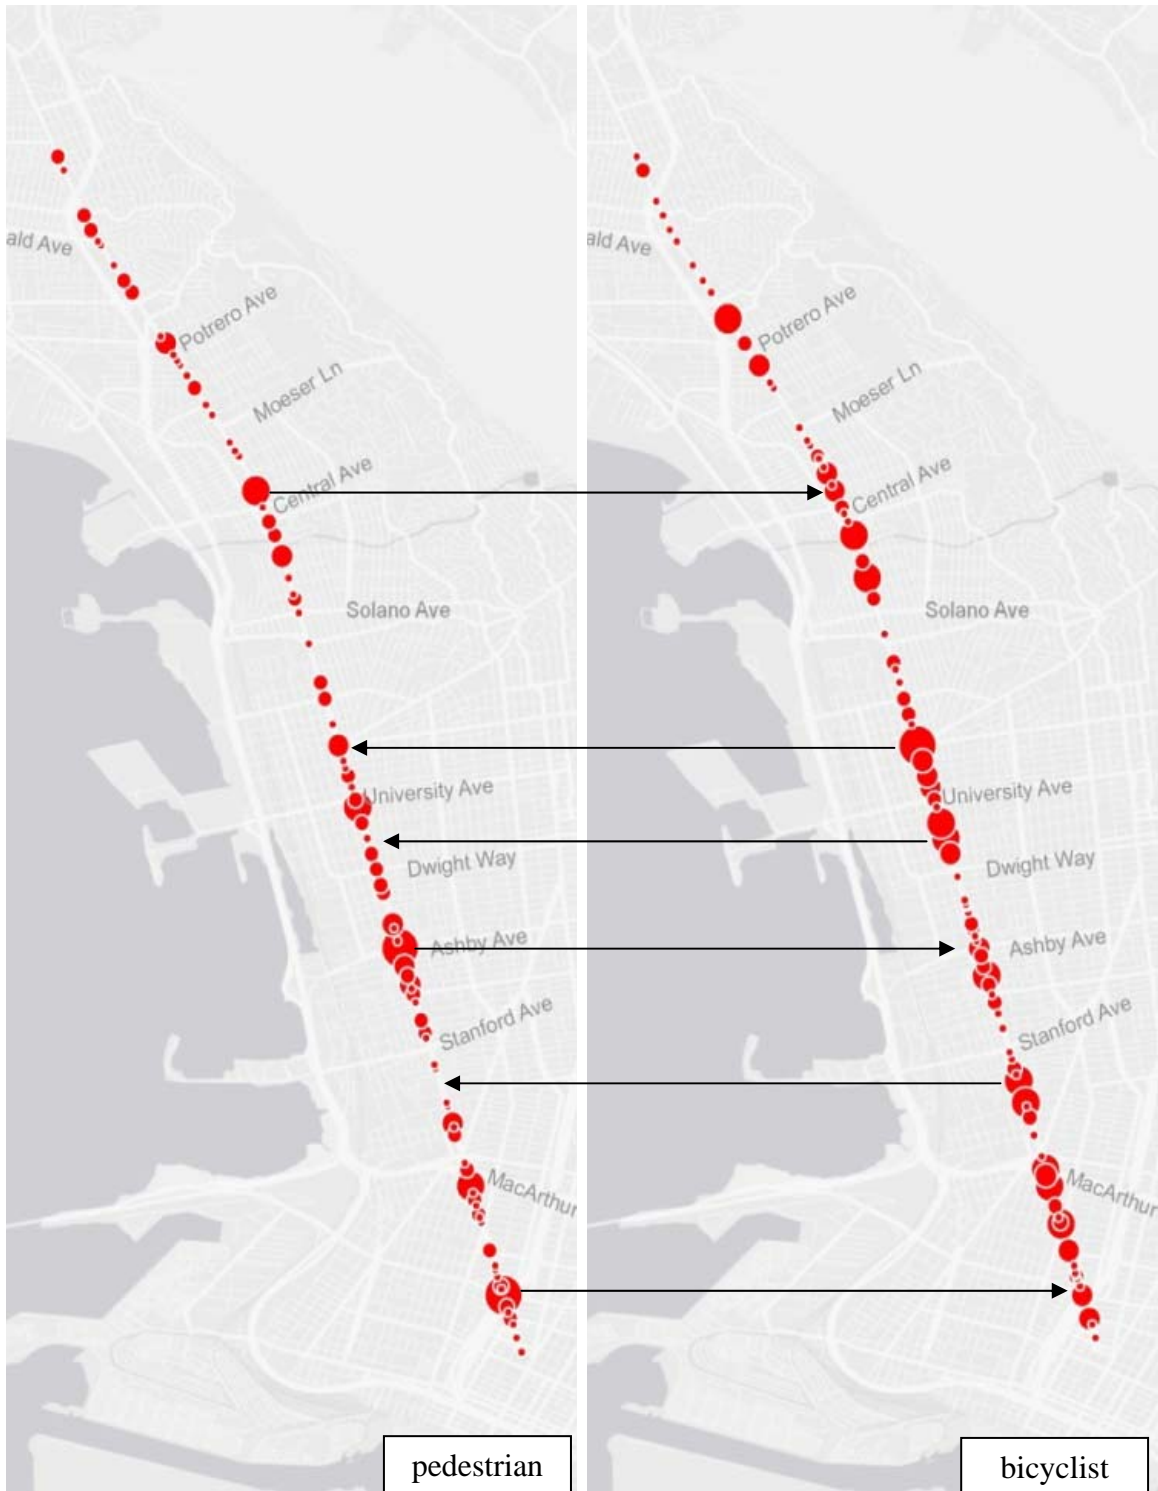 ald Ave
Potrero Ave
Moeser Ln
Central Ave
Solano Ave
University Ave
Dwight Way
Ashby Ave
Stanford Ave
MacArthur
pedestrian
ald Ave
Potrero Ave
Moeser Ln
Central Ave
Solano Ave
University Ave
Dwight Way
Ashby Ave
Stanford Ave
MacArthur
bicyclist